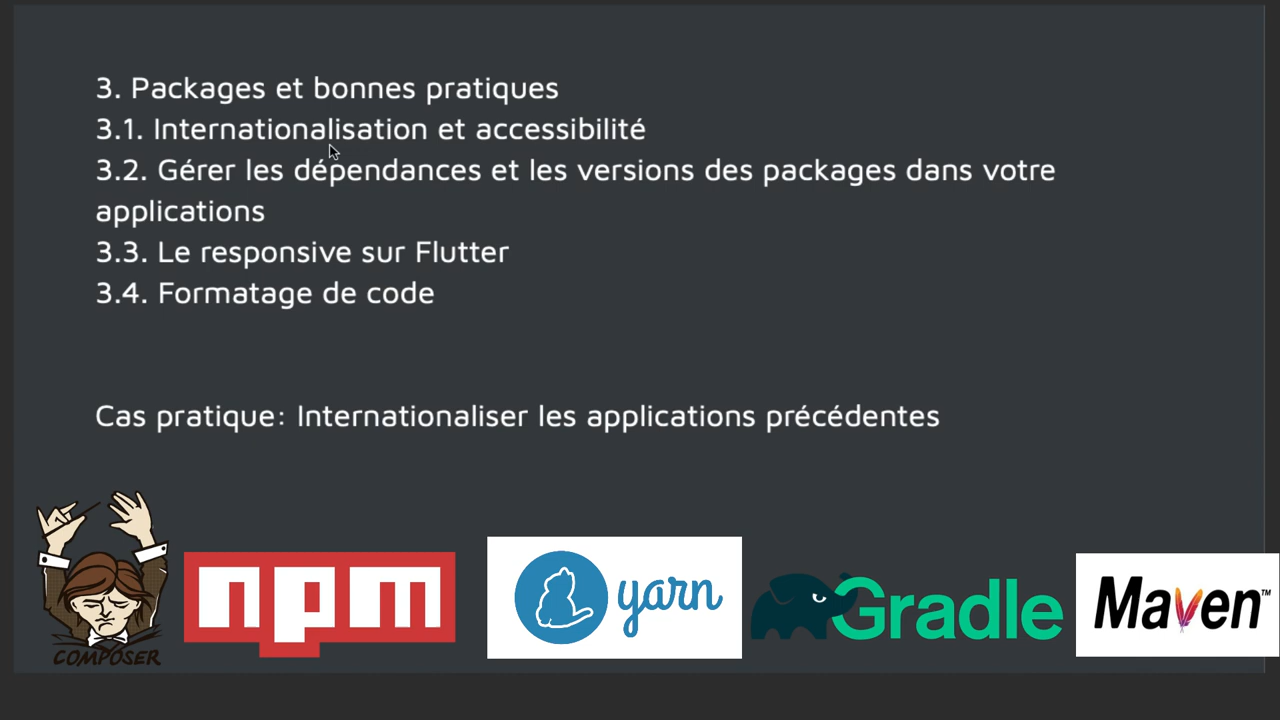 3. Packages et bonnes pratiques
3.1. Internationalisation et accessibilité
3.2. Gérer les dépendances et les versions des packages dans votre
applications
3.3. Le responsive sur Flutter
3.4. Formatage de code
Cas pratique: Internationaliser les applications précédentes
COMPOSER
npm
yarn
Gradle
Maven™